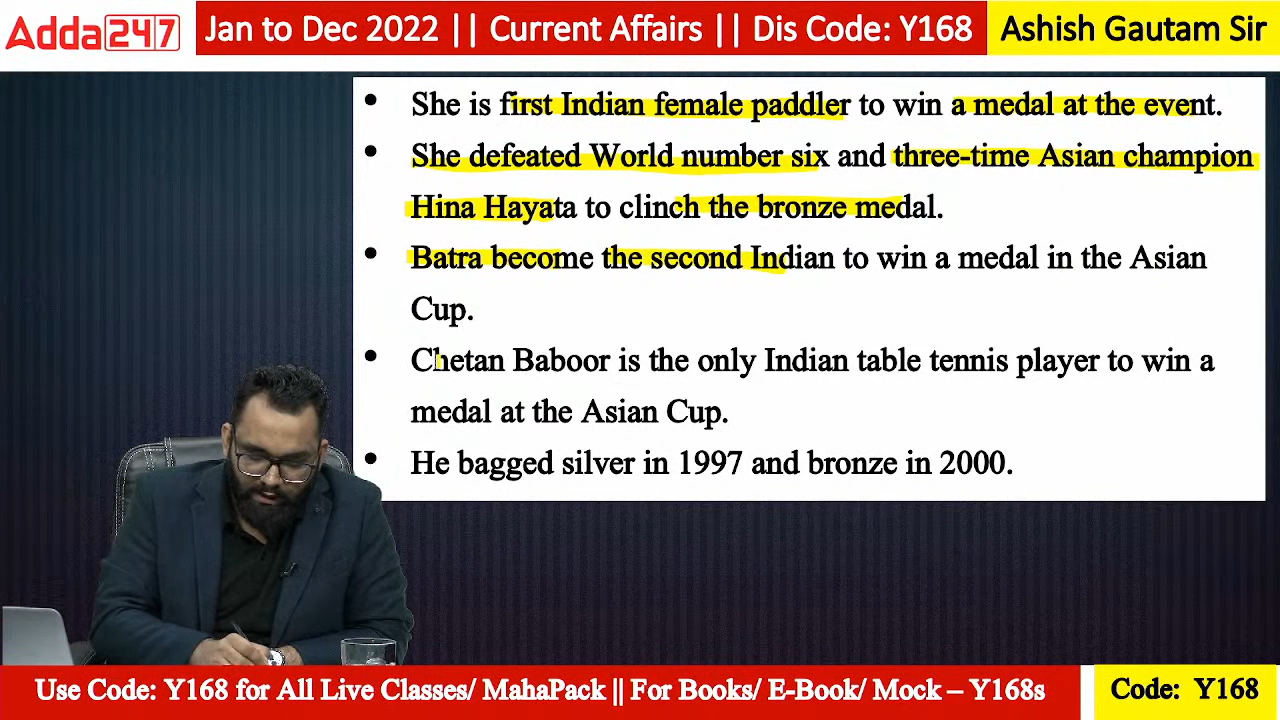 Adda247 Jan to Dec 2022 || Current Affairs || Dis Code: Y168 Ashish Gautam Sir
• She is first Indian female paddler to win a medal at the event.
• She defeated World number six and three-time Asian champion
Hina Hayata to clinch the bronze medal.
• Batra become the second Indian to win a medal in the Asian
Cup.
• Chetan Baboor is the only Indian table tennis player to win a
medal at the Asian Cup.
• He bagged silver in 1997 and bronze in 2000.
Use Code: Y168 for All Live Classes/ MahaPack || For Books/ E-Book/ Mock – Y168s Code: Y168